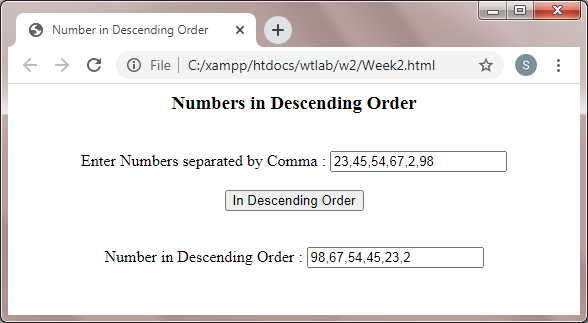 Number in Descending Order
File C:/xampp/htdocs/wtlab/w2/Week2.html S
Numbers in Descending Order
Enter Numbers separated by Comma : 23,45,54,67,2,98
In Descending Order
Number in Descending Order : 98,67,54,45,23,2